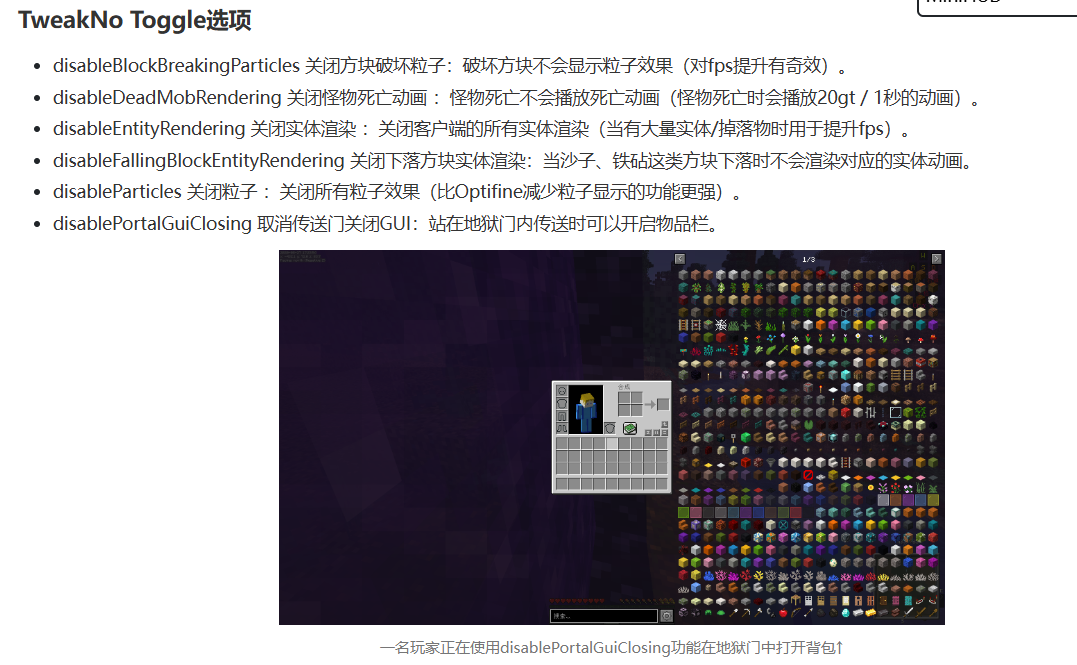 TweakNo Toggle选项
disableBlockBreakingParticles 关闭方块破坏粒子：破坏方块不会显示粒子效果（对fps提升有奇效）。
disableDeadMobRendering 关闭怪物死亡动画 ：怪物死亡不会播放死亡动画（怪物死亡时会播放20gt / 1秒的动画）。
disableEntityRendering 关闭实体渲染 ：关闭客户端的所有实体渲染（当有大量实体/掉落物时用于提升fps）。
disableFallingBlockEntityRendering 关闭下落方块实体渲染：当沙子、铁砧这类方块下落时不会渲染对应的实体动画。
disableParticles 关闭粒子 ：关闭所有粒子效果（比Optifine减少粒子显示的功能更强）。
disablePortalGuiClosing 取消传送门关闭GUI：站在地狱门内传送时可以开启物品栏。
1/3
合成
搜索...
一名玩家正在使用disablePortalGuiClosing功能在地狱门中打开背包↑